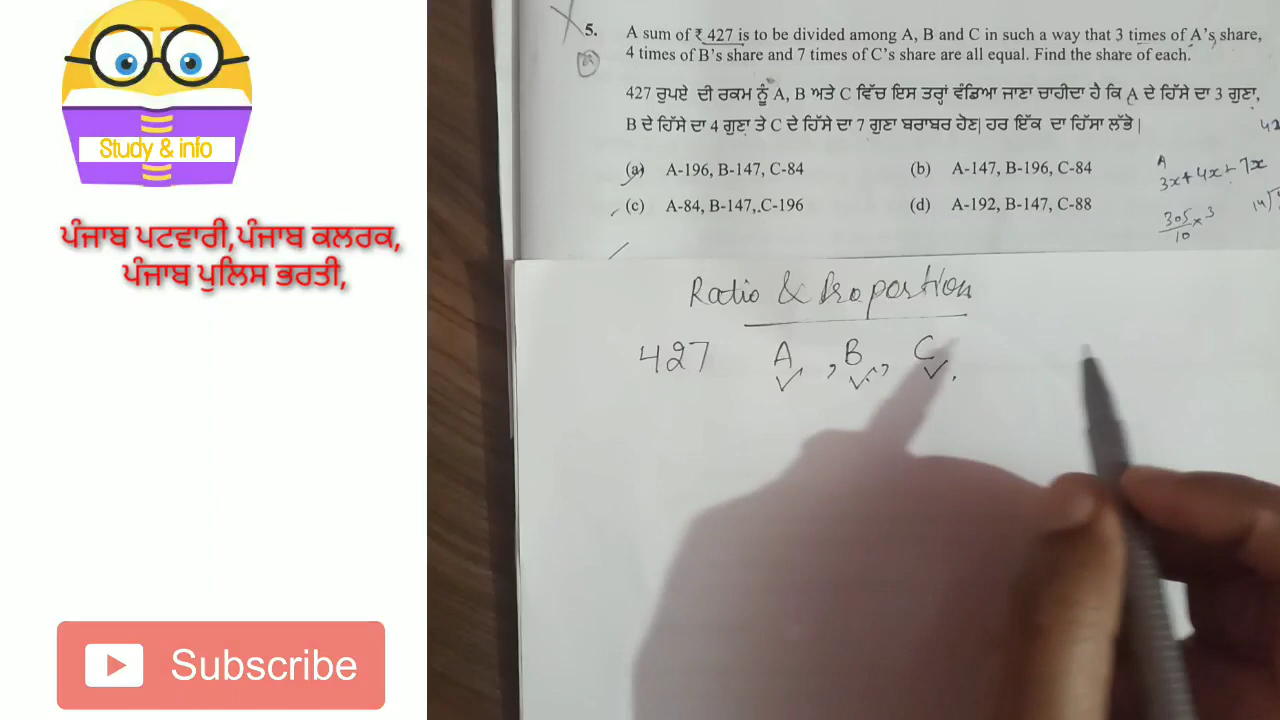 Study & info
ਪੰਜਾਬ ਪਟਵਾਰੀ,ਪੰਜਾਬ ਕਲਰਕ,
ਪੰਜਾਬ ਪੁਲਿਸ ਭਰਤੀ,
Subscribe
5. A sum of ₹ 427 is to be divided among A, B and C in such a way that 3 times of A's share,
4 times of B's share and 7 times of C's share are all equal. Find the share of each.
427 ਰੁਪਏ ਦੀ ਰਕਮ ਨੂੰ A, B ਅਤੇ C ਵਿੱਚ ਇਸ ਤਰ੍ਹਾਂ ਵੰਡਿਆ ਜਾਣਾ ਚਾਹੀਦਾ ਹੈ ਕਿ A ਦੇ ਹਿੱਸੇ ਦਾ 3 ਗੁਣਾ,
B ਦੇ ਹਿੱਸੇ ਦਾ 4 ਗੁਣਾ ਤੇ C ਦੇ ਹਿੱਸੇ ਦਾ 7 ਗੁਣਾ ਬਰਾਬਰ ਹੋਣ| ਹਰ ਇੱਕ ਦਾ ਹਿੱਸਾ ਲੱਭੋ|
(a) A-196, B-147, C-84 (b) A-147, B-196, C-84
(c) A-84, B-147, C-196 (d) A-192, B-147, C-88
A
3x+4x+7x
305×3
10
Ratio & Proportion
427 A , B , C